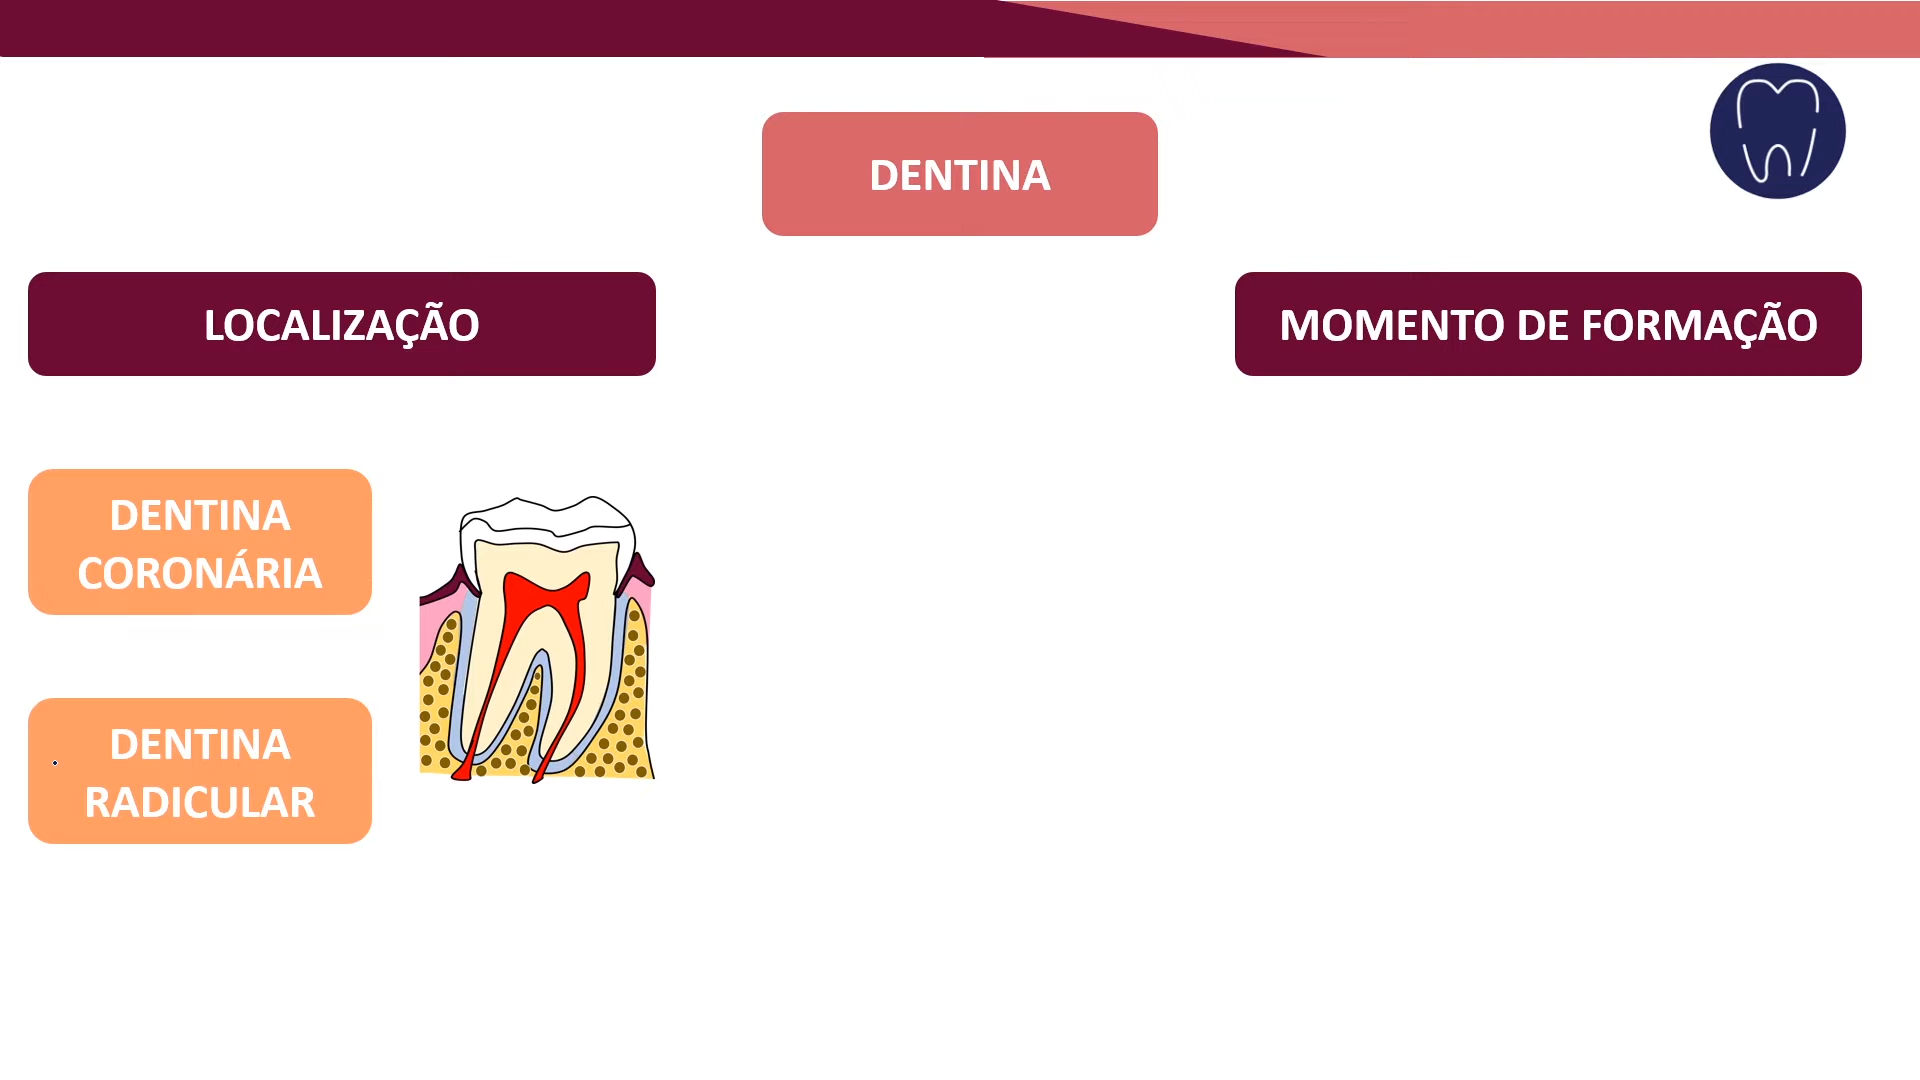 DENTINA
LOCALIZAÇÃO
MOMENTO DE FORMAÇÃO
DENTINA
CORONÁRIA
DENTINA
RADICULAR